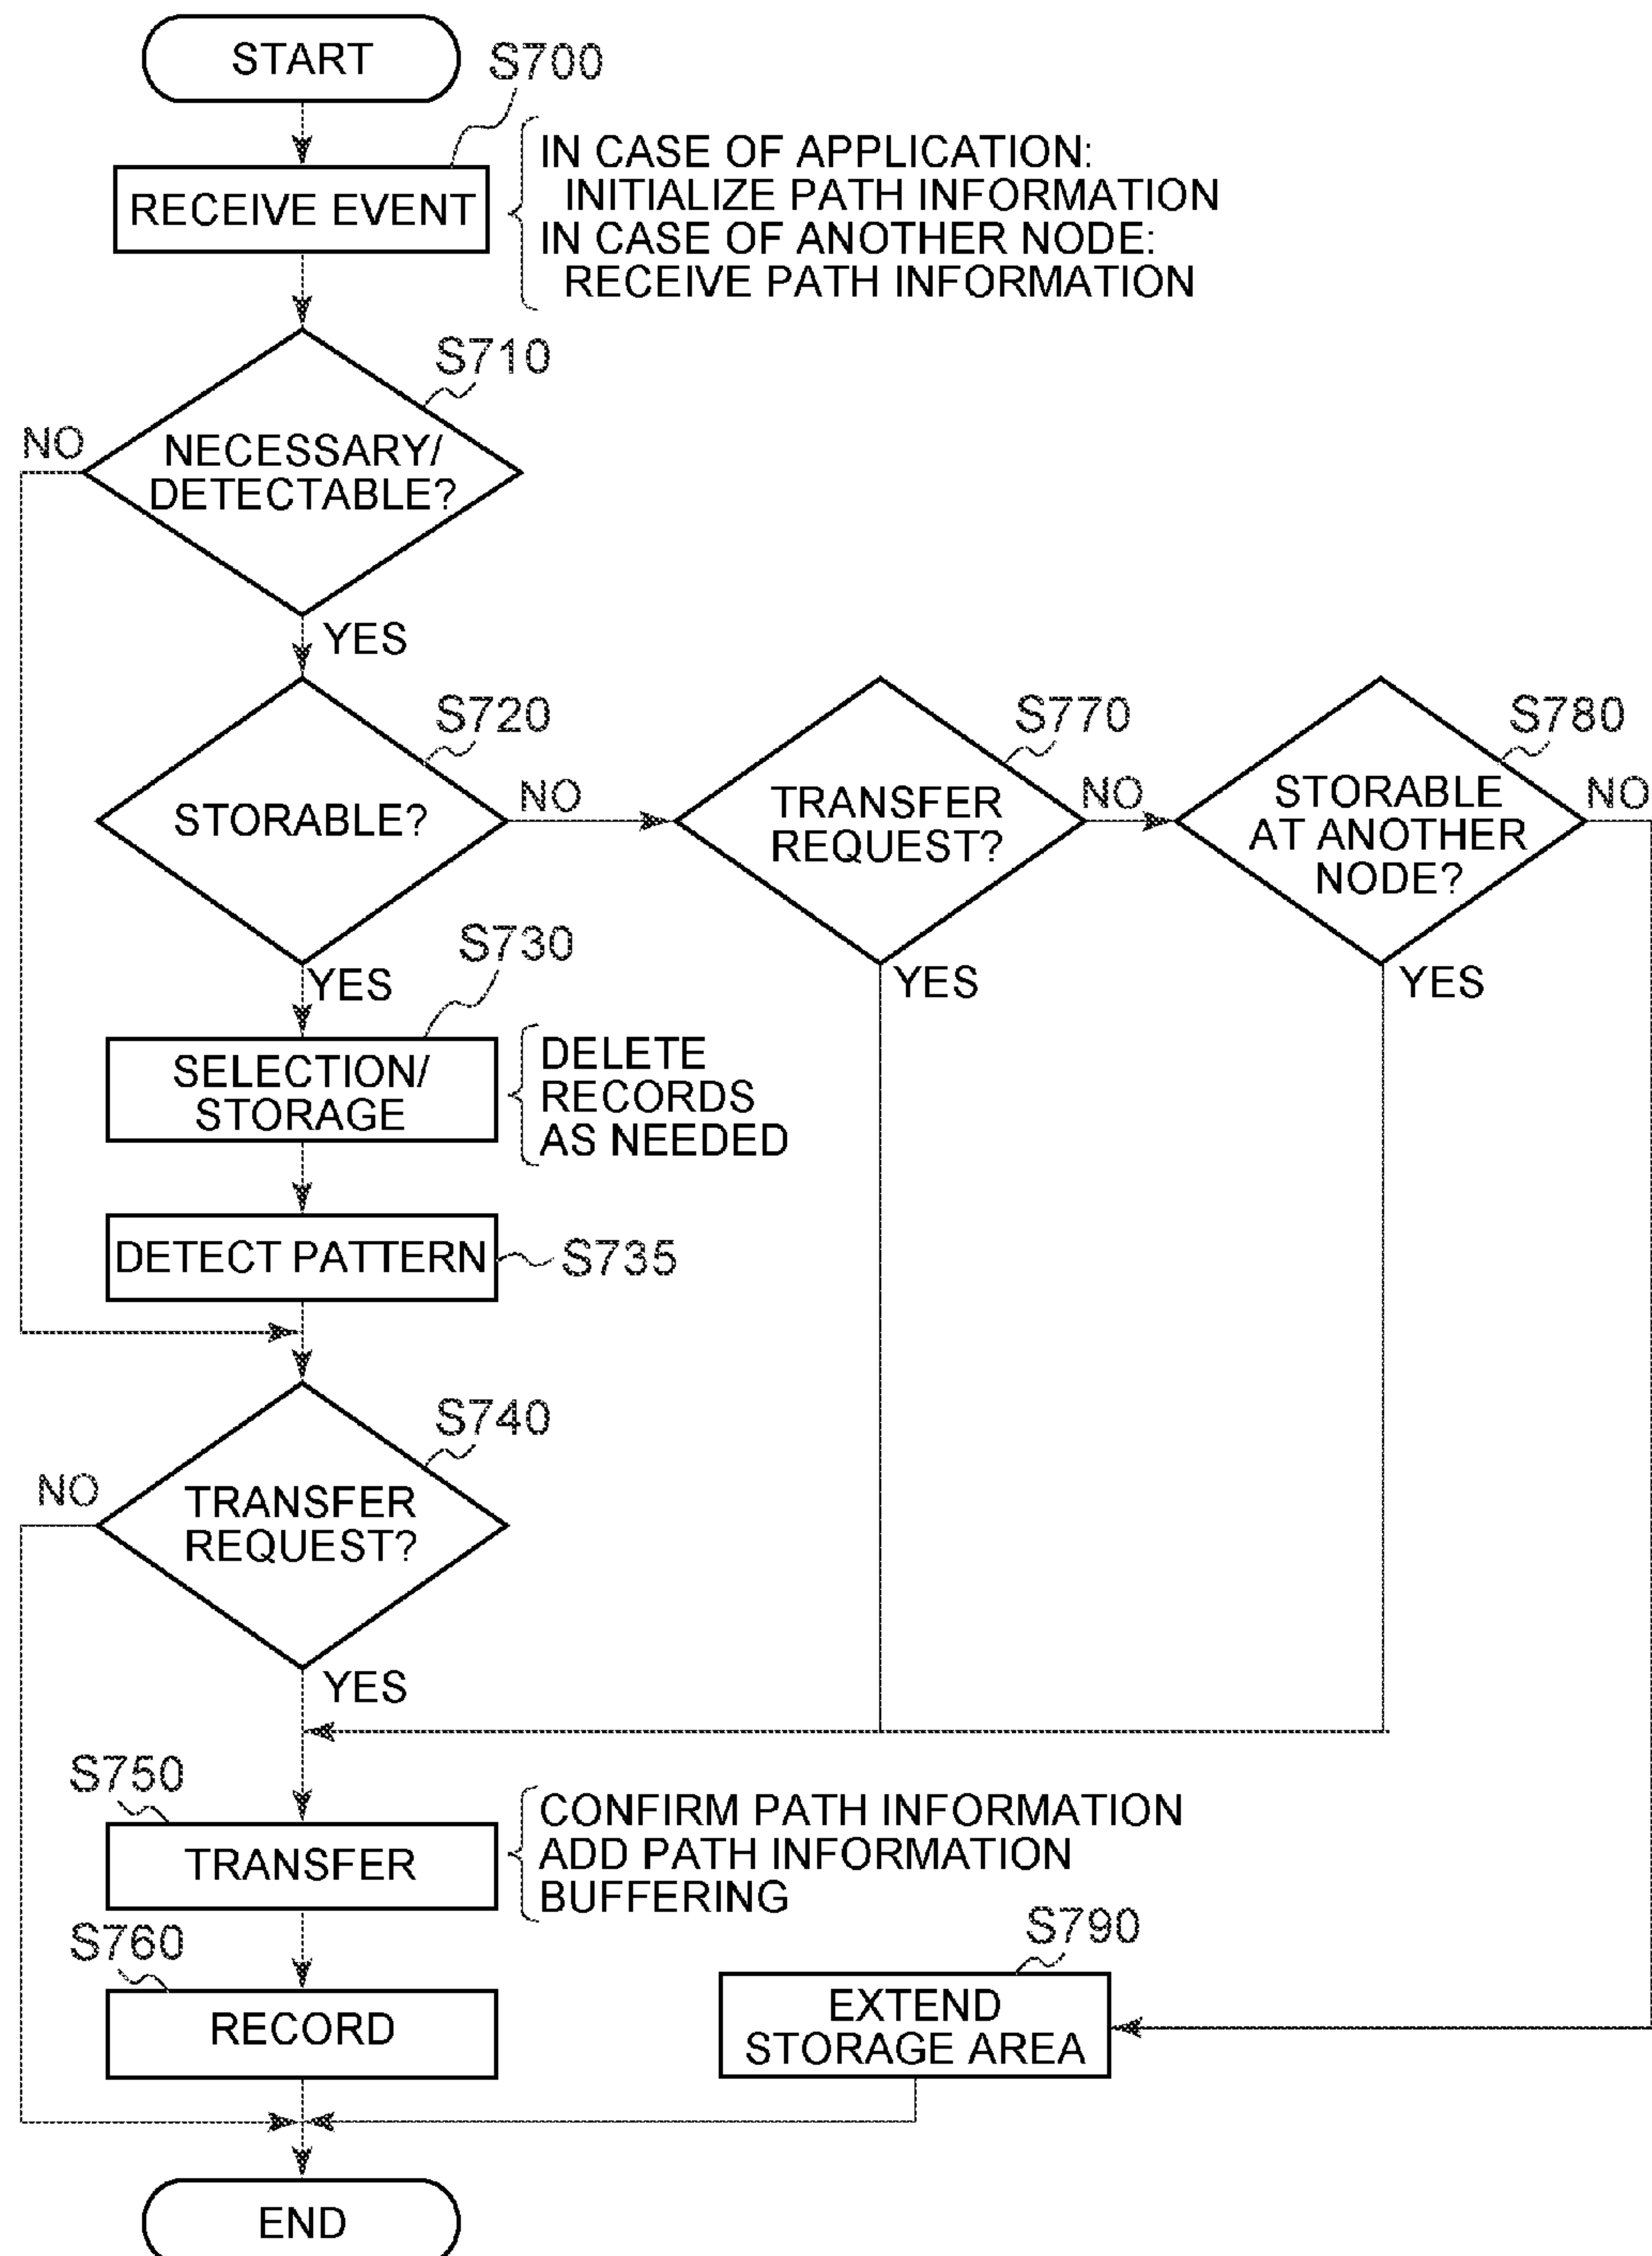 START
S700
RECEIVE EVENT
IN CASE OF APPLICATION:
INITIALIZE PATH INFORMATION
IN CASE OF ANOTHER NODE:
RECEIVE PATH INFORMATION
S710
NO
NECESSARY/
DETECTABLE?
YES
S720
STORABLE?
NO
S770
TRANSFER
REQUEST?
NO
S780
STORABLE
AT ANOTHER
NODE?
NO
YES
YES
YES
S730
SELECTION/
STORAGE
DELETE
RECORDS
AS NEEDED
DETECT PATTERN
S735
S740
NO
TRANSFER
REQUEST?
YES
S750
TRANSFER
CONFIRM PATH INFORMATION
ADD PATH INFORMATION
BUFFERING
S760
RECORD
S790
EXTEND
STORAGE AREA
END